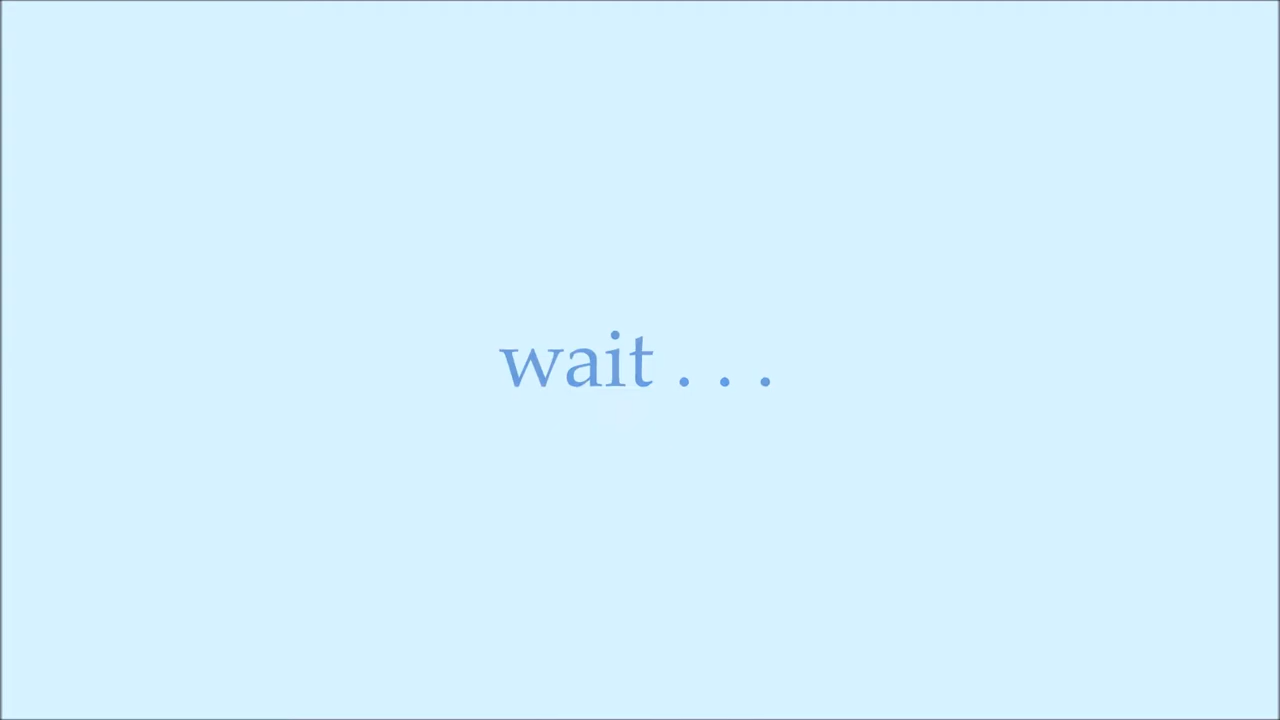 wait . . .